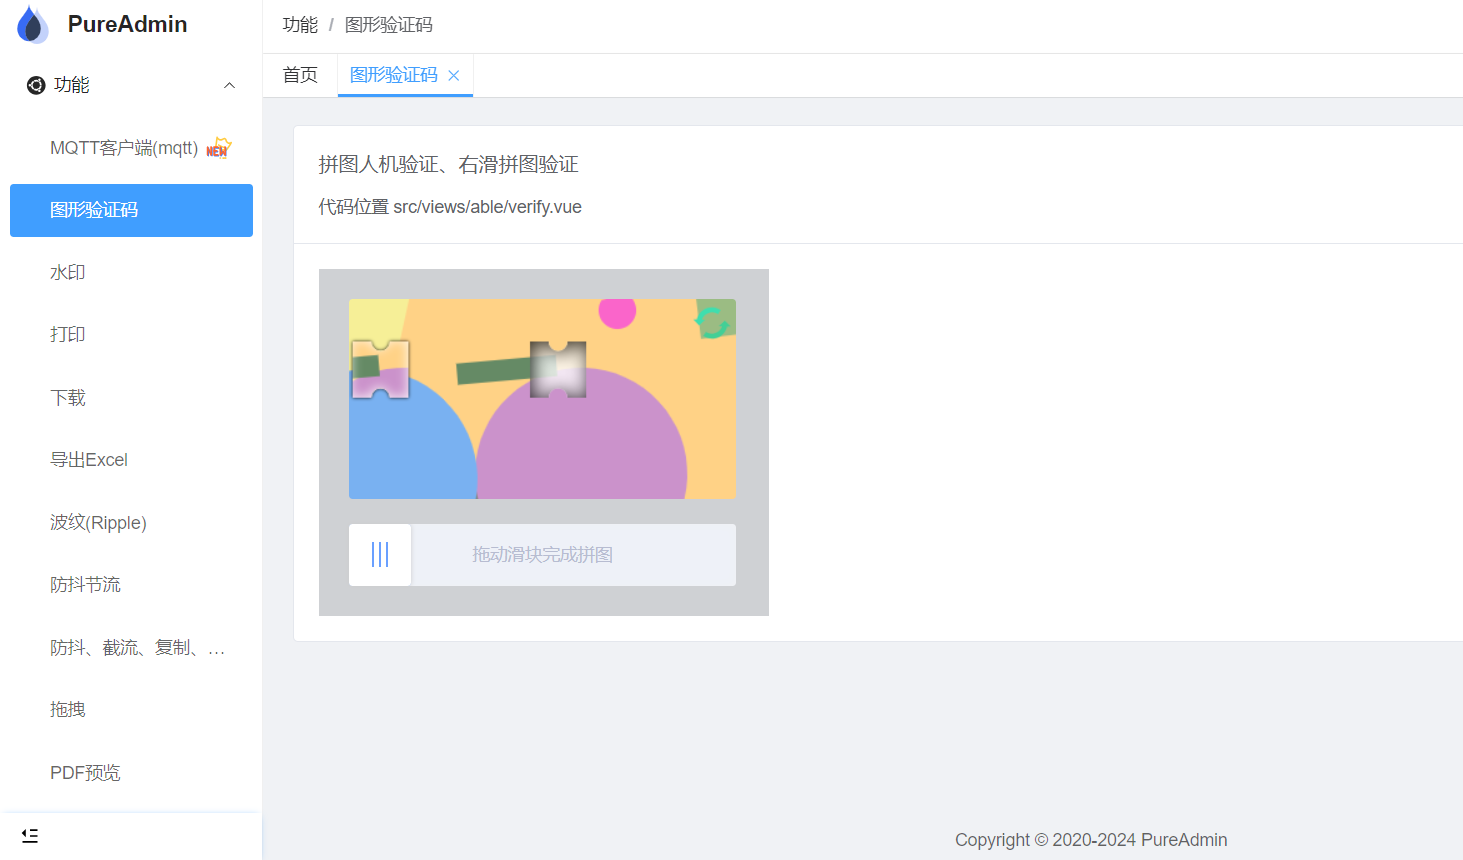 PureAdmin
功能 / 图形验证码
首页
图形验证码
功能
MQTT客户端(mqtt) NEW
图形验证码
水印
打印
下载
导出Excel
波纹(Ripple)
防抖节流
防抖、截流、复制、…
拖拽
PDF预览
拼图人机验证、右滑拼图验证
代码位置 src/views/able/verify.vue
拖动滑块完成拼图
Copyright © 2020-2024 PureAdmin